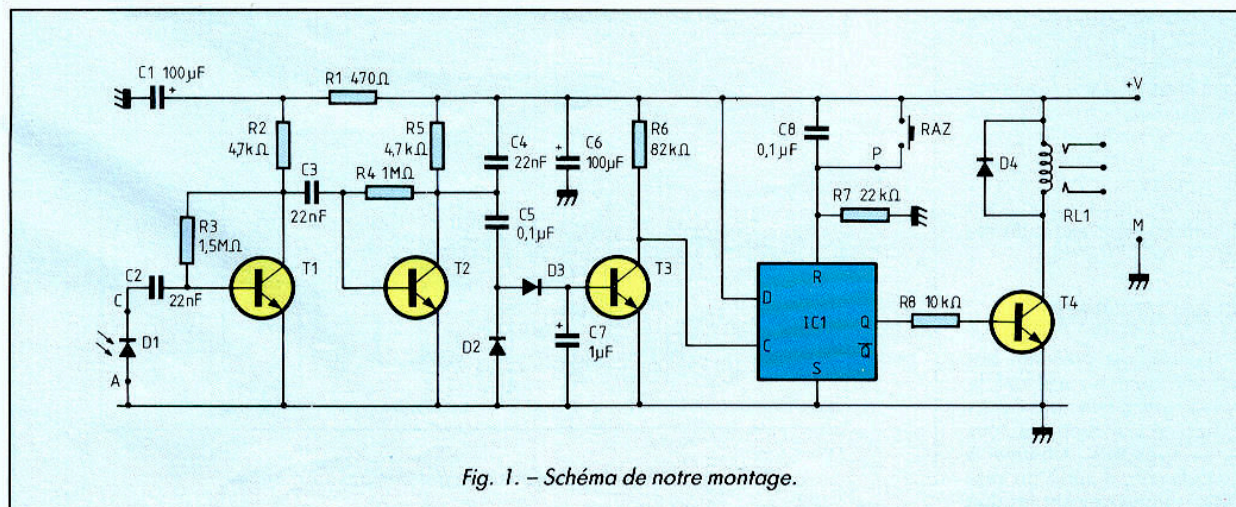 C1 100µF
+
R1 470Ω
+V
R2
4,7kΩ
R5
4,7kΩ
C4
22nF
+
C6
100µF
R6
82kΩ
C8
0,1µF
RAZ
P
D4
C3
22nF
R4 1MΩ
R3
1,5MΩ
C5
0,1µF
R7 22kΩ
RL1
M
C2
22nF
C
T1
T2
D3
T3
R
D
IC1
Q
R8 10kΩ
T4
D1
D2
+
C7
1µF
C
Q̅
A
S
Fig. 1. – Schéma de notre montage.